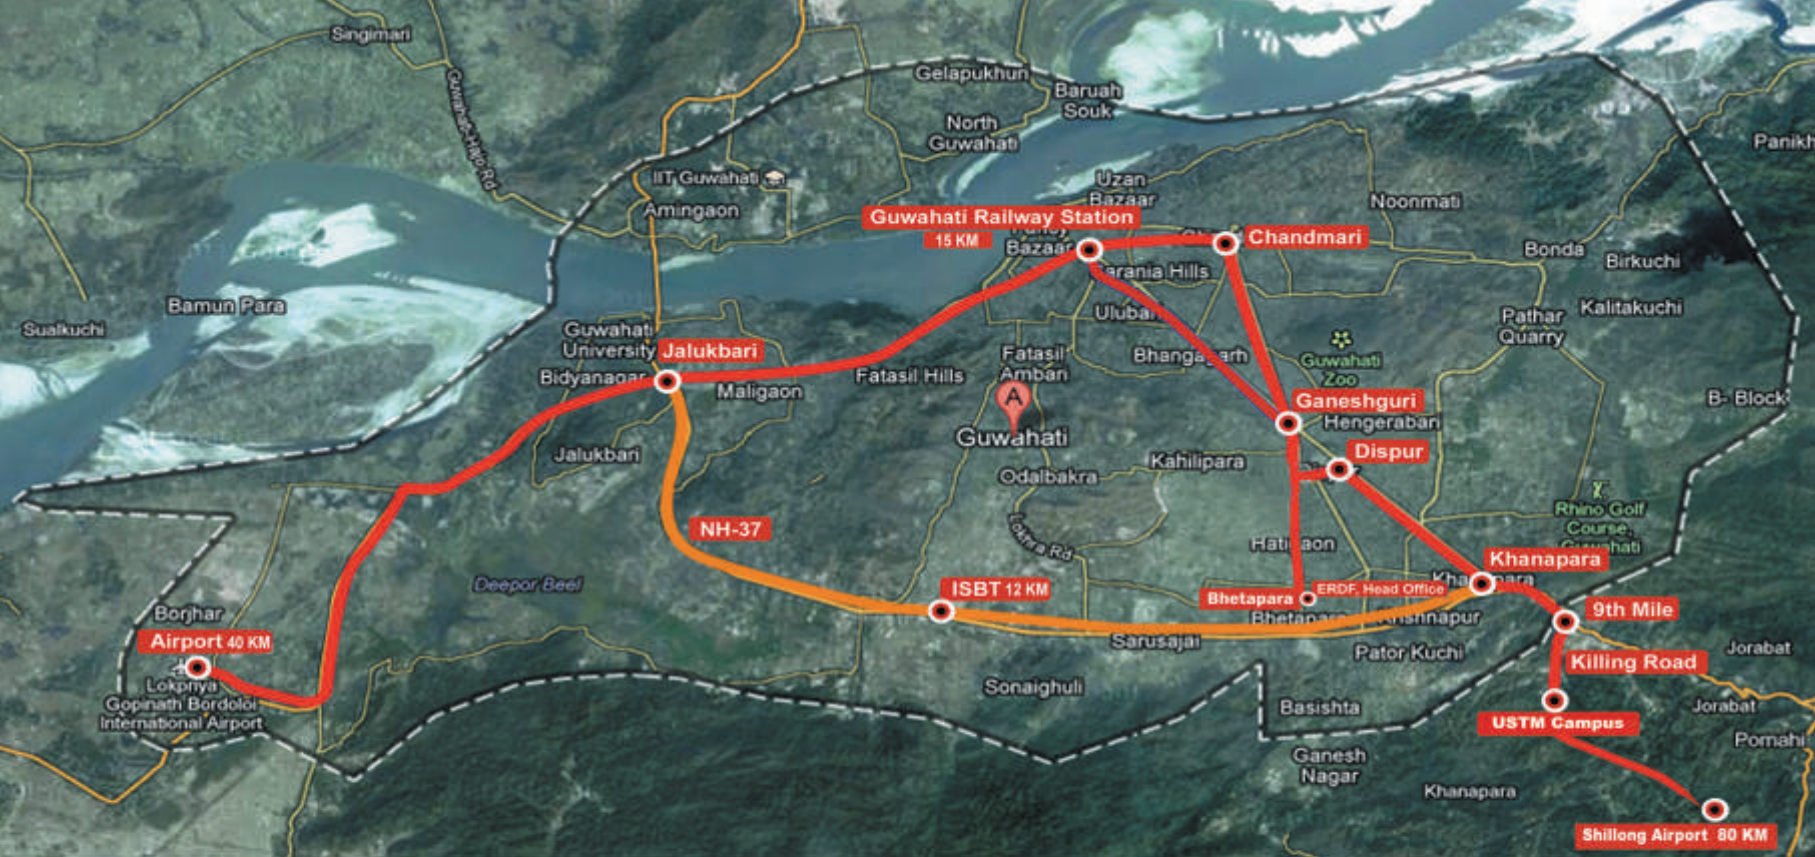 Singimari
Guwahati-Hajo Rd
Gelapukhun
Baruah
Souk
North
Guwahati
Panikh
IIT Guwahati
Amingaon
Uzan
Bazaar
Noonmati
Guwahati Railway Station
15 KM
Bazaar
Chandmari
Bonda
Birkuchi
arania Hills
Bamun Para
Sualkuchi
Guwahati
University
Jalukbari
Bidyanagar
Maligaon
Fatasil Hills
Fatasil
Ambari
Bhangagarh
Guwahati
Zoo
Pathar
Quarry
Kalitakuchi
B- Block
A
Guwahati
Ganeshguri
Hengerabari
Jalukbari
Odalbakra
Kahilipara
Dispur
Lokhra Rd
NH-37
Rhino Golf
Course,
Khanapara
Deepor Beel
ISBT 12 KM
Bhetapara
ERDF, Head Office
9th Mile
Borjhar
Airport 40 KM
Lokpriya
Gopinath Bordoloi
International Airport
Sarusajai
Pator Kuchi
Killing Road
Jorabat
Sonaighuli
Basishta
USTM Campus
Jorabat
Pornahi
Ganesh
Nagar
Khanapara
Shillong Airport 80 KM